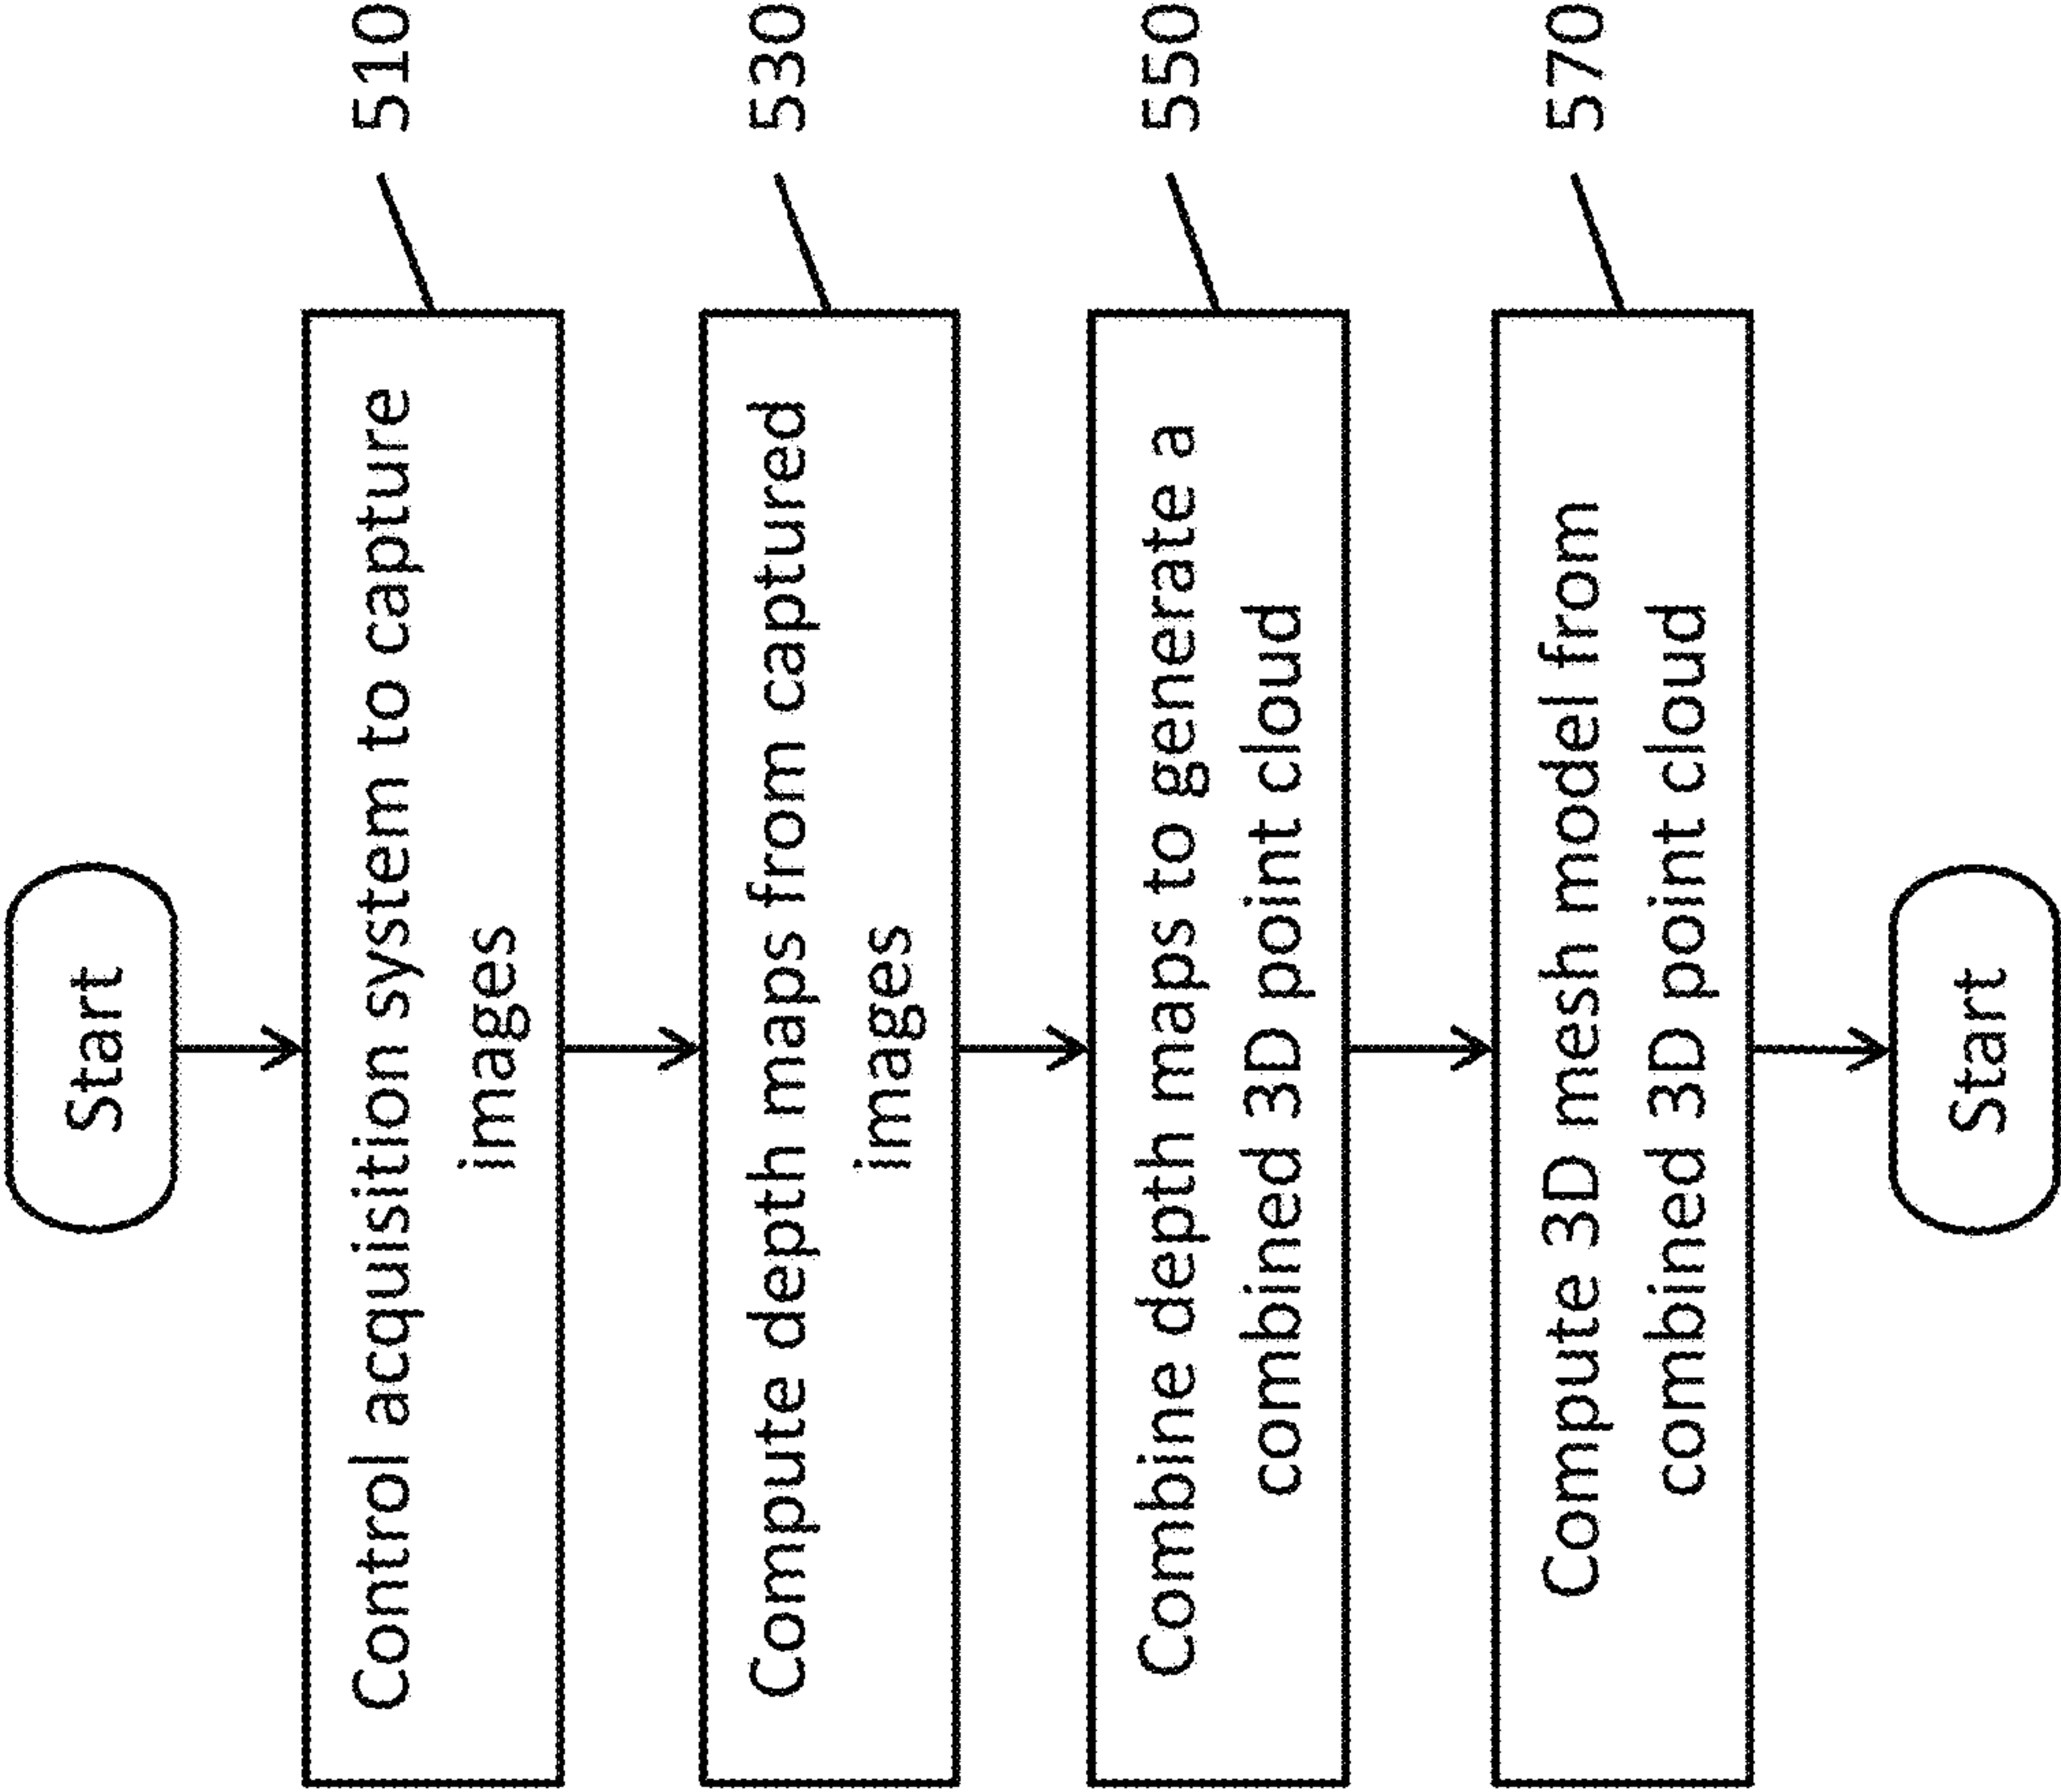 Start
Control acquisition system to capture
images
510
Compute depth maps from captured
images
530
Combine depth maps to generate a
combined 3D point cloud
550
Compute 3D mesh model from
combined 3D point cloud
570
Start